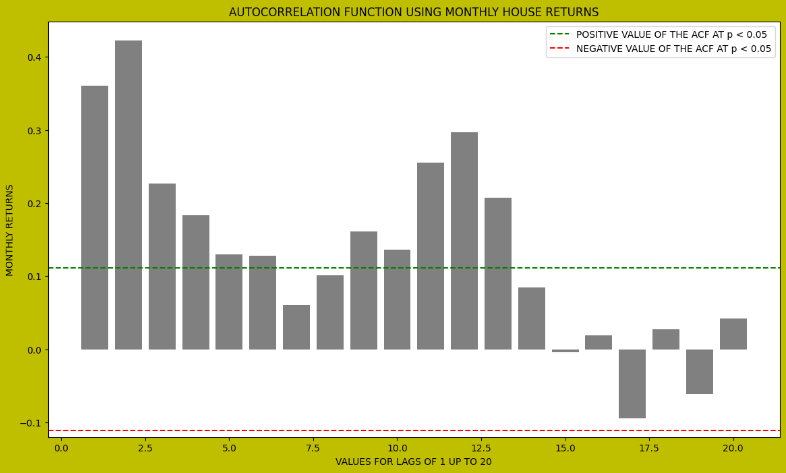 AUTOCORRELATION FUNCTION USING MONTHLY HOUSE RETURNS
POSITIVE VALUE OF THE ACF AT p < 0.05
NEGATIVE VALUE OF THE ACF AT p < 0.05
MONTHLY RETURNS
0.4
0.3
0.2
0.1
0.0
−0.1
0.0 2.5 5.0 7.5 10.0 12.5 15.0 17.5 20.0
VALUES FOR LAGS OF 1 UP TO 20